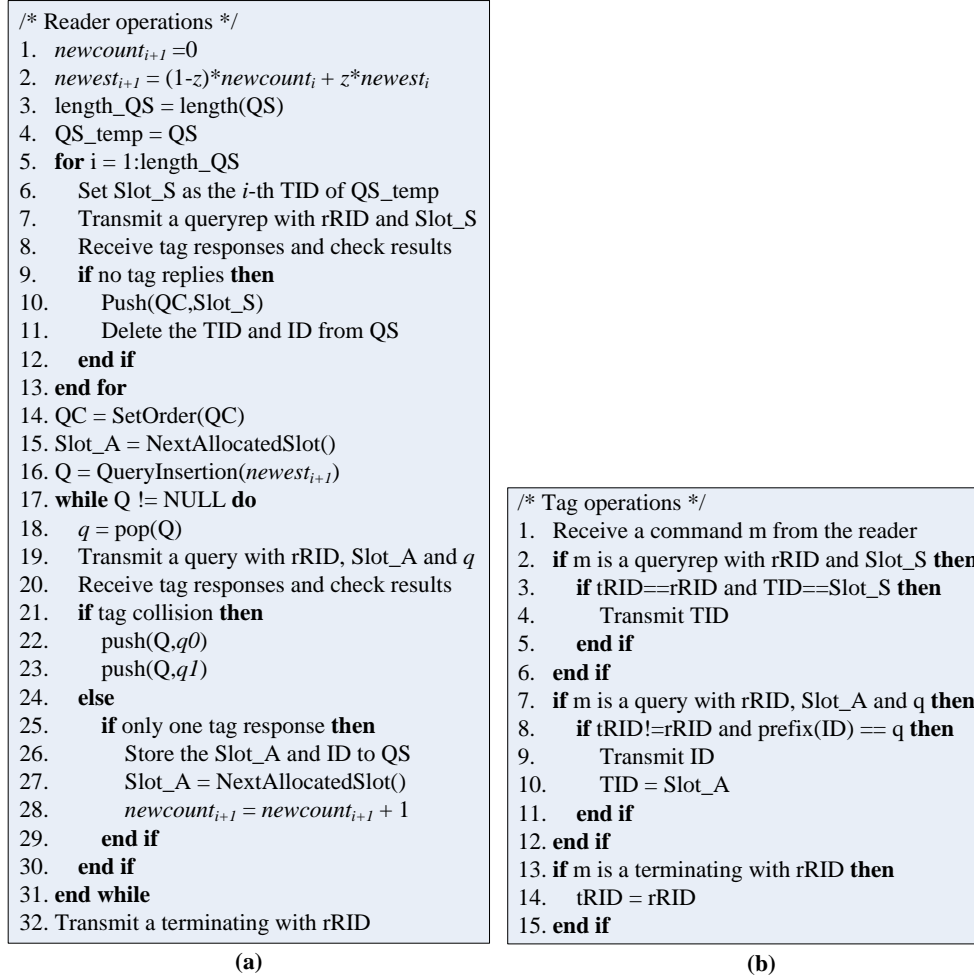 /* Reader operations */
1. newcount_{i+1} =0
2. newest_{i+1} = (1-z)*newcount_i + z*newest_i
3. length_QS = length(QS)
4. QS_temp = QS
5. for i = 1:length_QS
6. Set Slot_S as the i-th TID of QS_temp
7. Transmit a queryrep with rRID and Slot_S
8. Receive tag responses and check results
9. if no tag replies then
10. Push(QC,Slot_S)
11. Delete the TID and ID from QS
12. end if
13. end for
14. QC = SetOrder(QC)
15. Slot_A = NextAllocatedSlot()
16. Q = QueryInsertion(newest_{i+1})
17. while Q != NULL do
18. q = pop(Q)
19. Transmit a query with rRID, Slot_A and q
20. Receive tag responses and check results
21. if tag collision then
22. push(Q,q0)
23. push(Q,q1)
24. else
25. if only one tag response then
26. Store the Slot_A and ID to QS
27. Slot_A = NextAllocatedSlot()
28. newcount_{i+1} = newcount_{i+1} + 1
29. end if
30. end if
31. end while
32. Transmit a terminating with rRID
(a)
/* Tag operations */
1. Receive a command m from the reader
2. if m is a queryrep with rRID and Slot_S then
3. if tRID==rRID and TID==Slot_S then
4. Transmit TID
5. end if
6. end if
7. if m is a query with rRID, Slot_A and q then
8. if tRID!=rRID and prefix(ID) == q then
9. Transmit ID
10. TID = Slot_A
11. end if
12. end if
13. if m is a terminating with rRID then
14. tRID = rRID
15. end if
(b)